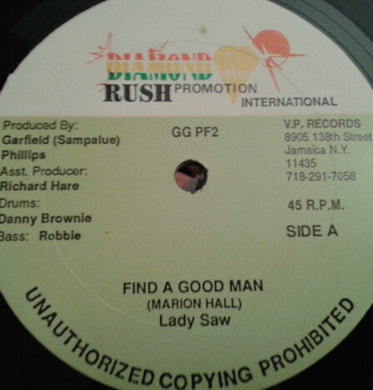 DIAMOND
RUSH PROMOTION
INTERNATIONAL
Produced By:
Garfield (Sampalue)
Phillips
Asst. Producer:
Richard Hare
Drums:
Danny Brownie
Bass: Robbie
GG PF2
V.P. RECORDS
8905 138th Street
Jamaica N.Y.
11435
718-291-7058
45 R.P.M.
SIDE A
FIND A GOOD MAN
(MARION HALL)
Lady Saw
UNAUTHORIZED COPYING PROHIBITED